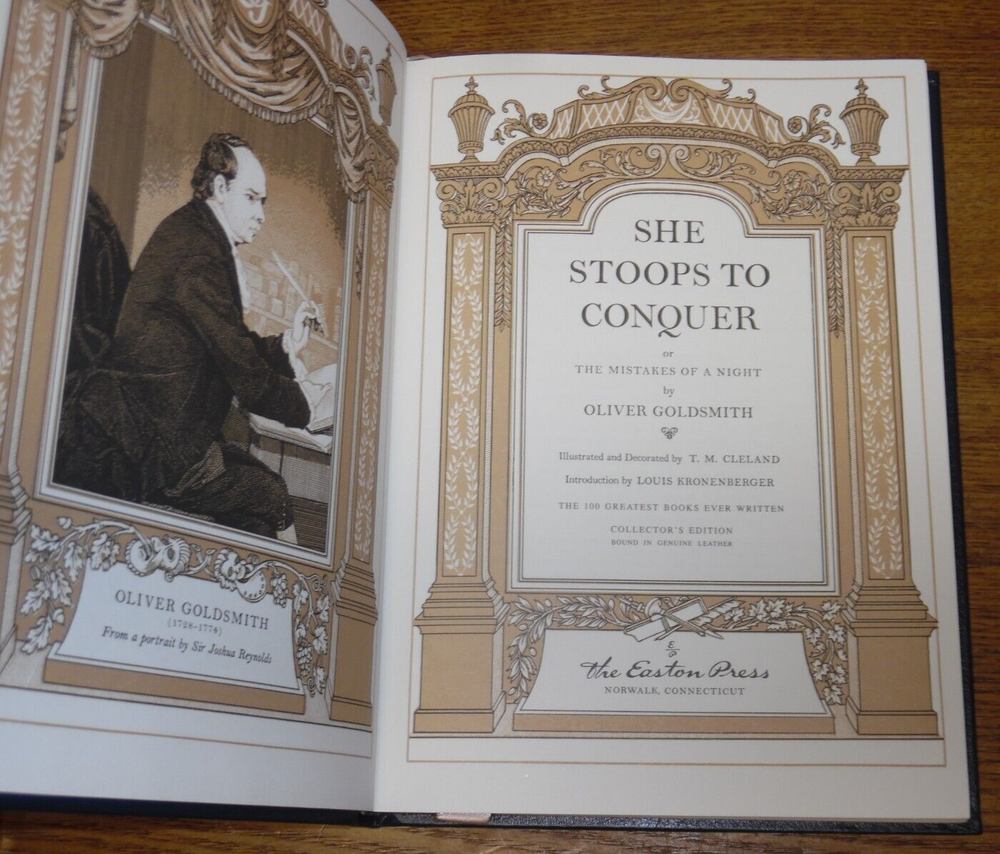 OLIVER GOLDSMITH
(1728-1774)
From a portrait by Sir Joshua Reynolds
SHE
STOOPS TO
CONQUER
or
THE MISTAKES OF A NIGHT
by
OLIVER GOLDSMITH
Illustrated and Decorated by T. M. CLELAND
Introduction by LOUIS KRONENBERGER
THE 100 GREATEST BOOKS EVER WRITTEN
COLLECTOR'S EDITION
BOUND IN GENUINE LEATHER
The Easton Press
NORWALK, CONNECTICUT